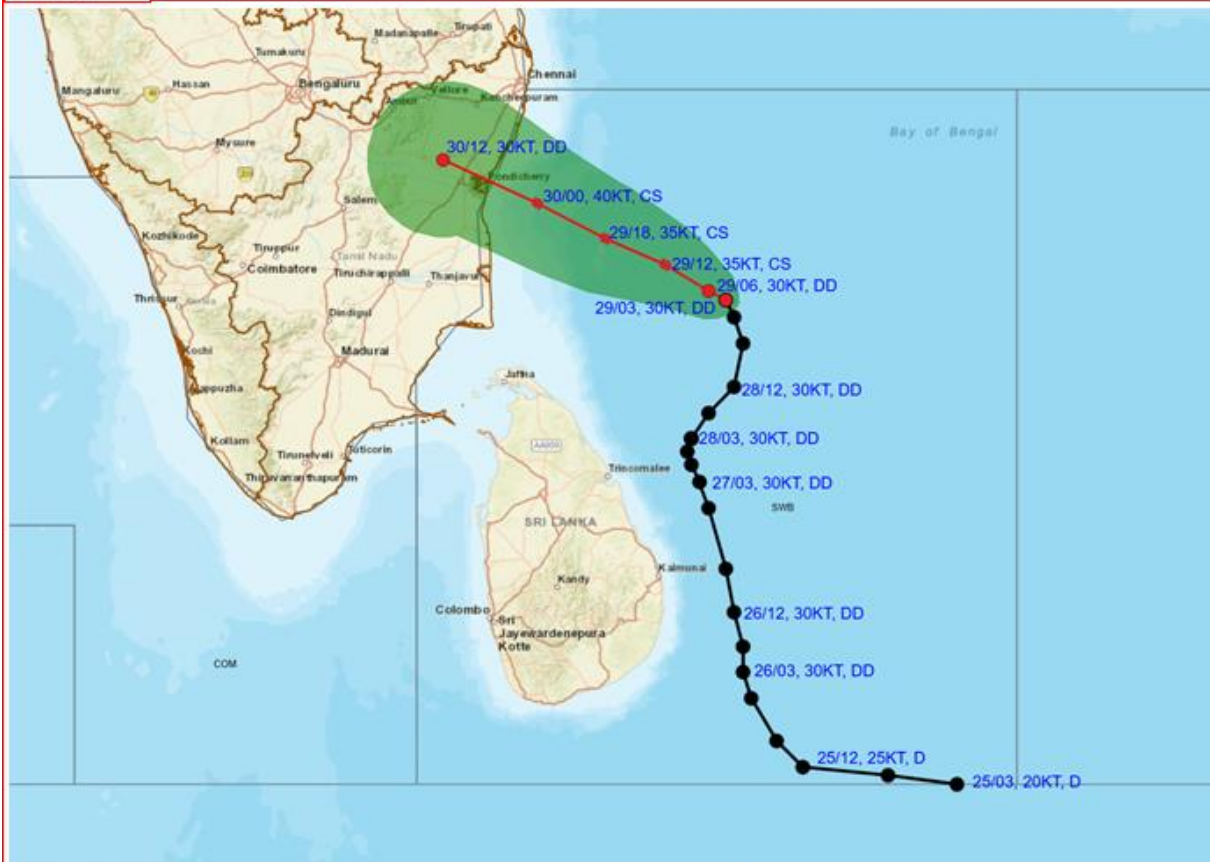 Tirupati
Madanapalle
Tumakuru
Chennai
Hassan
Bengaluru
Vellore
Mangaluru
Ambur
Kancheepuram
Bay of Bengal
Mysore
30/12, 30KT, DD
Pondicherry
30/00, 40KT, CS
Salem
Kozhikode
29/18, 35KT, CS
Tiruppur
Tamil Nadu
Coimbatore
29/12, 35KT, CS
Tiruchirappalli
Thanjavur
29/06, 30KT, DD
Thrissur
Kerala
29/03, 30KT, DD
Dindigul
Kochi
Madurai
Jaffna
Alappuzha
28/12, 30KT, DD
Kollam
28/03, 30KT, DD
Tuticorin
Tirunelveli
Trincomalee
Thiruvananthapuram
27/03, 30KT, DD
SWB
SRI LANKA
Kalmunai
Kandy
Colombo
26/12, 30KT, DD
Sri
Jayewardenepura
Kotte
COM
26/03, 30KT, DD
25/12, 25KT, D
25/03, 20KT, D